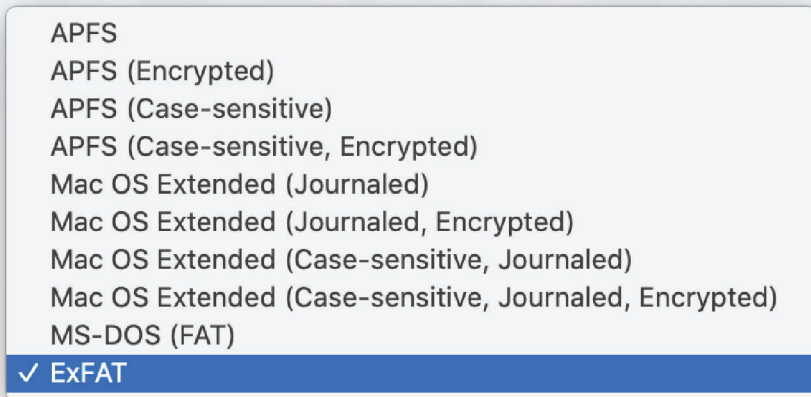 APFS
APFS (Encrypted)
APFS (Case-sensitive)
APFS (Case-sensitive, Encrypted)
Mac OS Extended (Journaled)
Mac OS Extended (Journaled, Encrypted)
Mac OS Extended (Case-sensitive, Journaled)
Mac OS Extended (Case-sensitive, Journaled, Encrypted)
MS-DOS (FAT)
✓ ExFAT